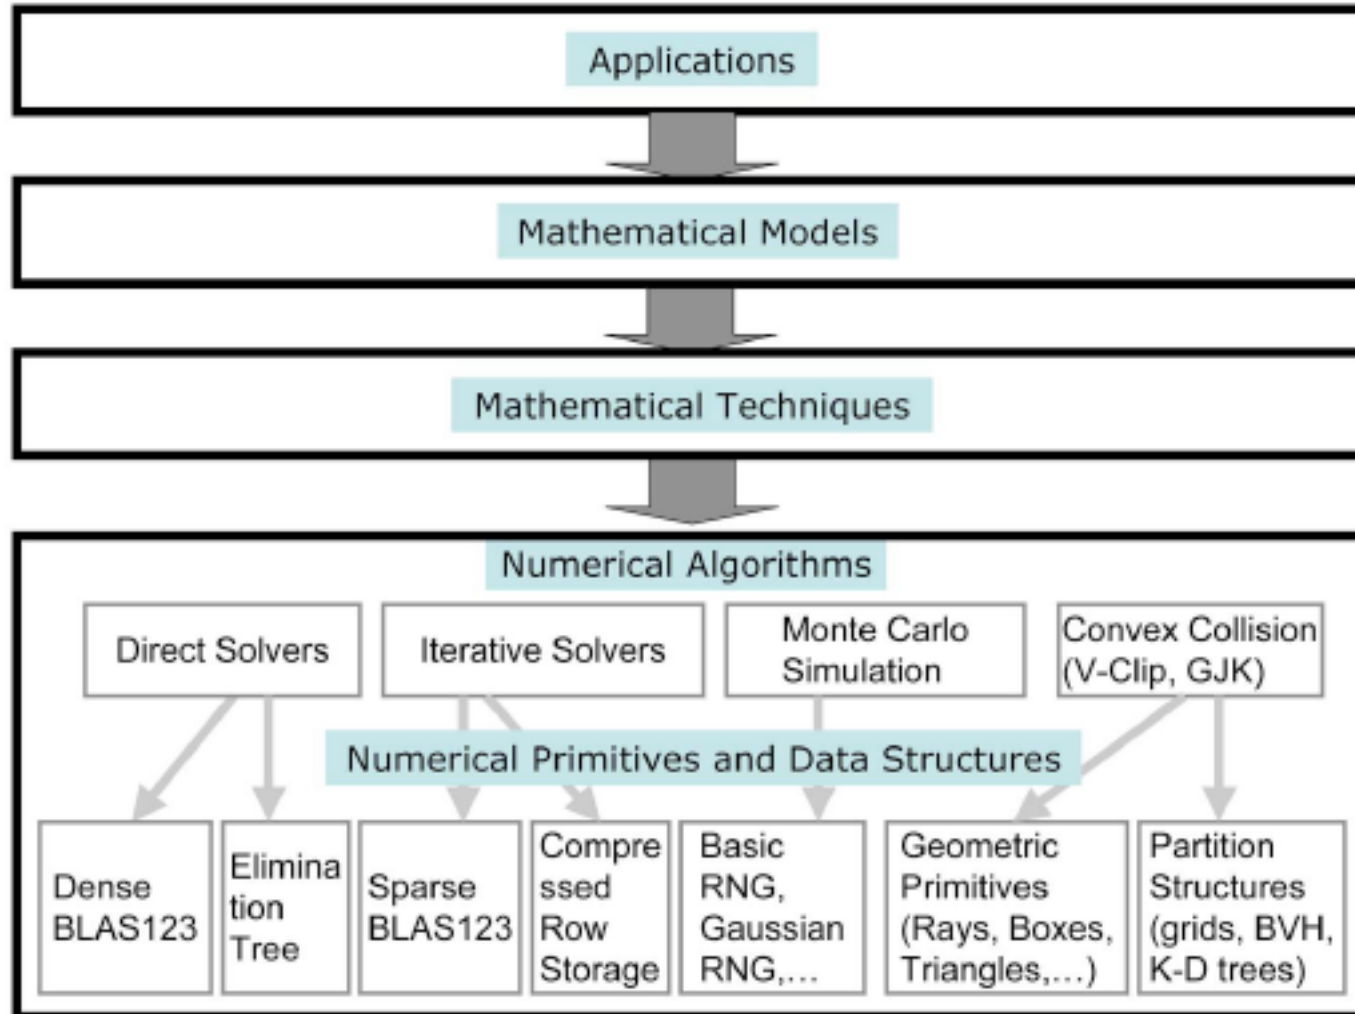 Applications
Mathematical Models
Mathematical Techniques
Numerical Algorithms
Direct Solvers
Iterative Solvers
Monte Carlo
Simulation
Convex Collision
(V-Clip, GJK)
Numerical Primitives and Data Structures
Dense
BLAS123
Elimina
tion
Tree
Sparse
BLAS123
Compre
ssed
Row
Storage
Basic
RNG,
Gaussian
RNG,...
Geometric
Primitives
(Rays, Boxes,
Triangles,...)
Partition
Structures
(grids, BVH,
K-D trees)